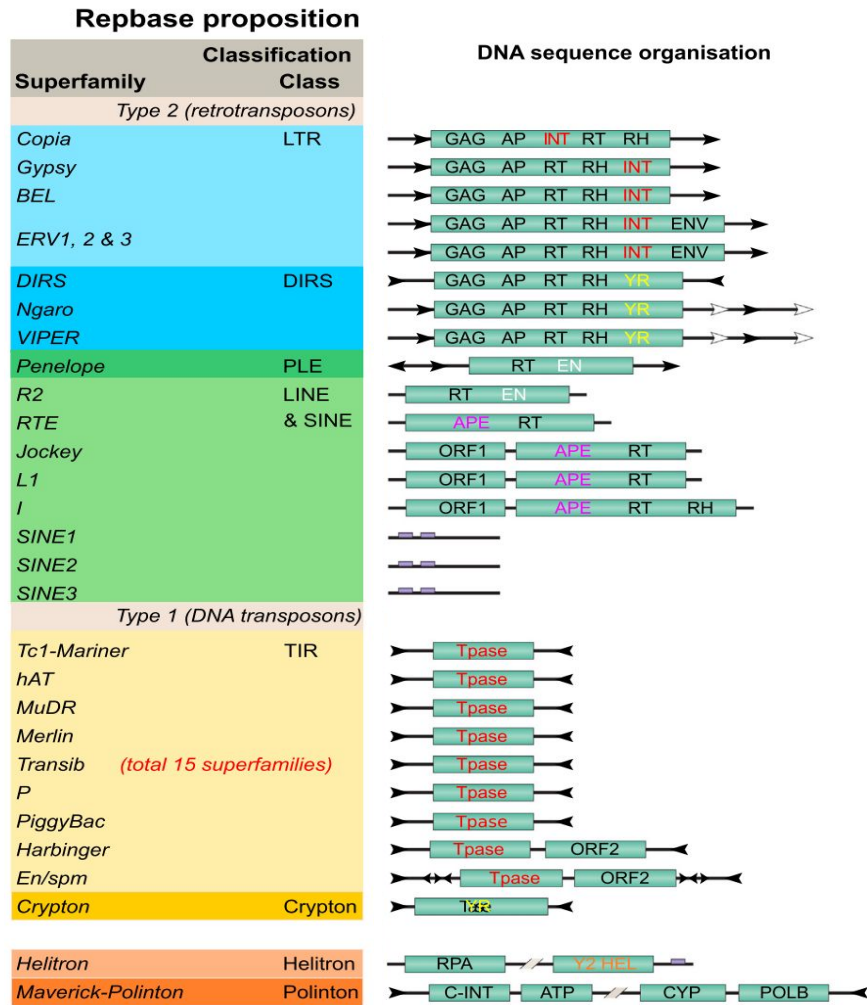 Repbase proposition
Classification DNA sequence organisation
Superfamily Class
Type 2 (retrotransposons)
Copia LTR GAG AP INT RT RH
Gypsy GAG AP RT RH INT
BEL GAG AP RT RH INT
GAG AP RT RH INT ENV
ERV1, 2 & 3
GAG AP RT RH INT ENV
DIRS DIRS GAG AP RT RH YR
Ngaro GAG AP RT RH YR
VIPER GAG AP RT RH YR
Penelope PLE RT EN
R2 LINE RT EN
RTE & SINE APE RT
Jockey ORF1 APE RT
L1 ORF1 APE RT
I ORF1 APE RT RH
SINE1
SINE2
SINE3
Type 1 (DNA transposons)
Tc1-Mariner TIR Tpase
hAT Tpase
MuDR Tpase
Merlin Tpase
Transib (total 15 superfamilies) Tpase
P Tpase
PiggyBac Tpase
Harbinger Tpase ORF2
En/spm Tpase ORF2
Crypton Crypton YR
Helitron Helitron RPA Y2 HEL
Maverick-Polinton Polinton C-INT ATP CYP POLB